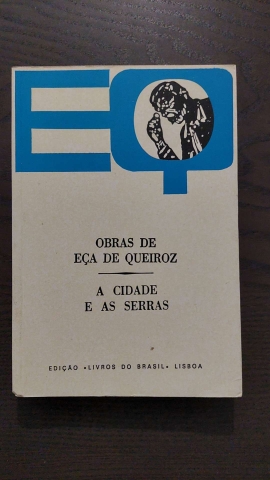 EQ
OBRAS DE
EÇA DE QUEIROZ
A CIDADE
E AS SERRAS
EDIÇÃO «LIVROS DO BRASIL» LISBOA